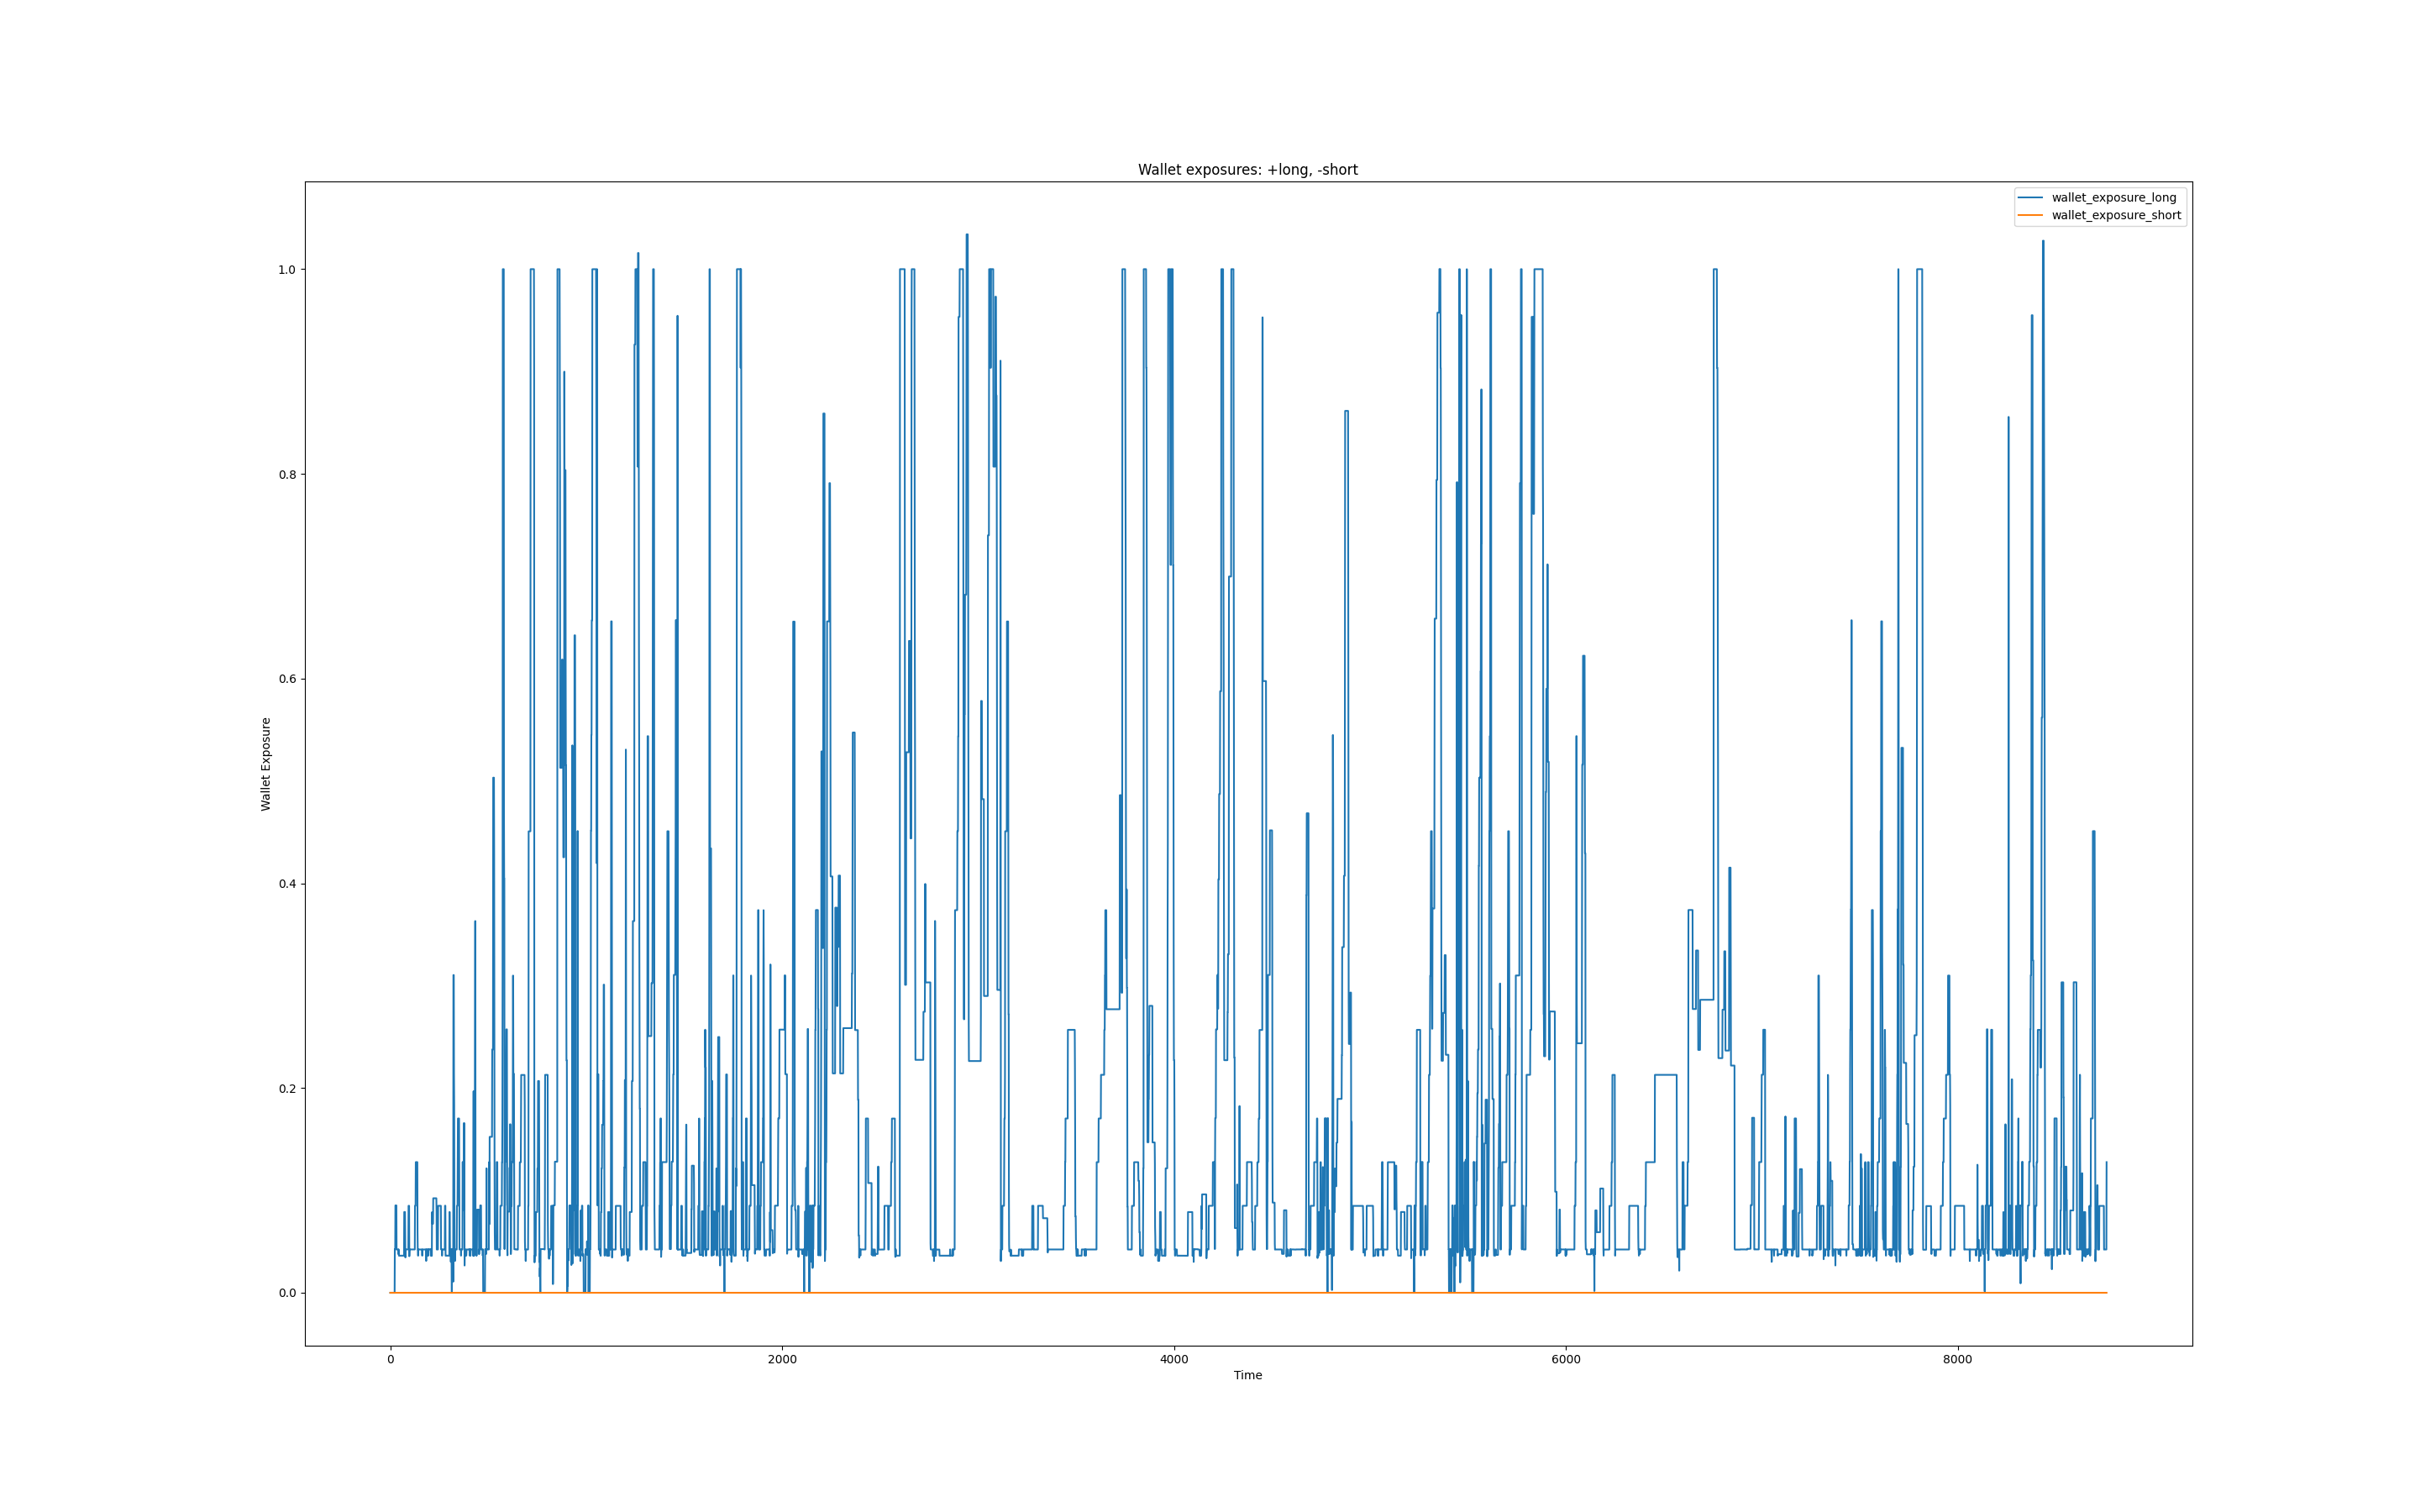 Wallet exposures: +long, -short
wallet_exposure_long
wallet_exposure_short
1.0
0.8
0.6
0.4
0.2
0.0
Wallet Exposure
0 2000 4000 6000 8000
Time